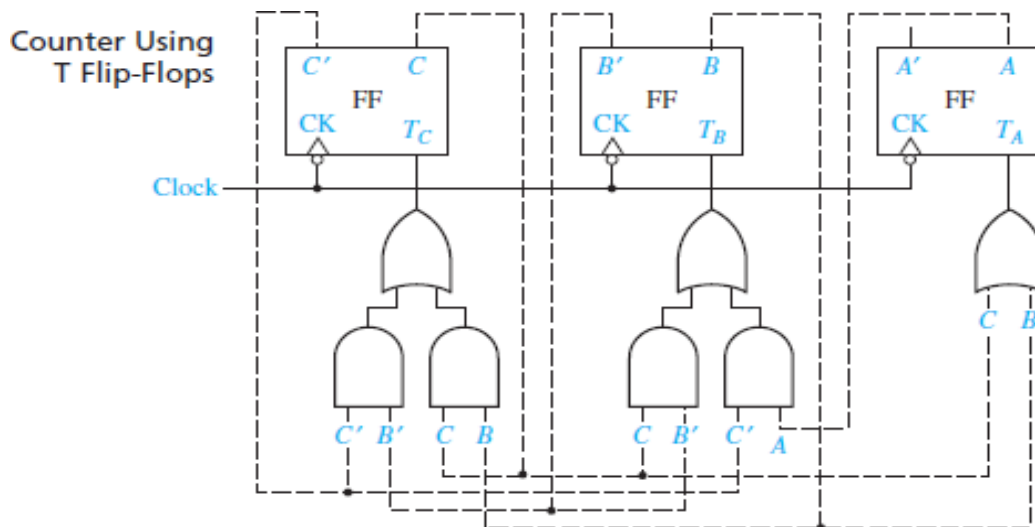 Counter Using
T Flip-Flops
C′ C
FF
CK T_C
B′ B
FF
CK T_B
A′ A
FF
CK T_A
Clock
C B
C′ B′ C B
C B′ C′ A